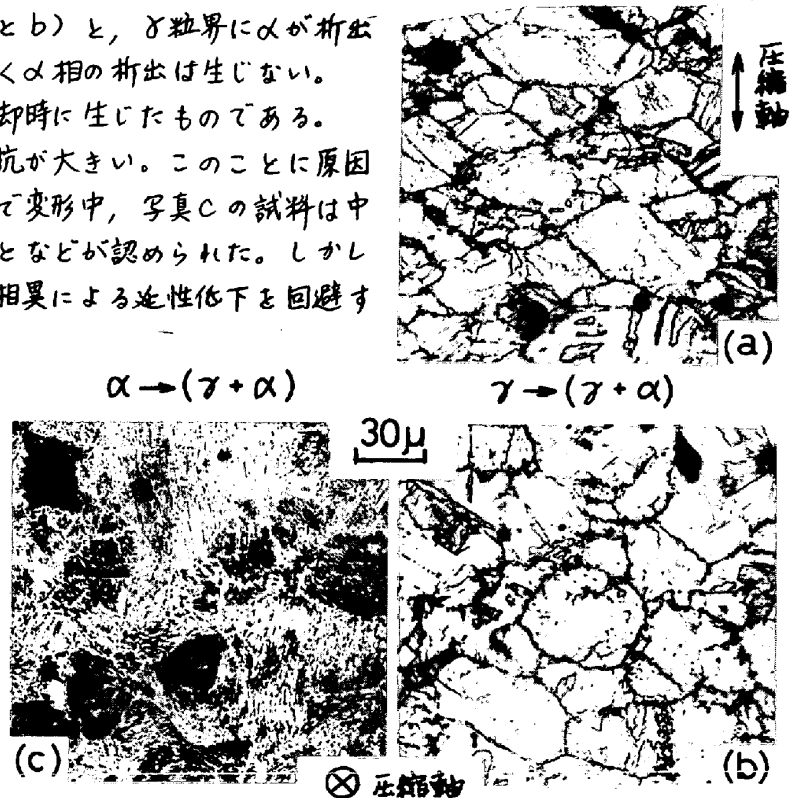 とb)と,γ粒界にαが析出
くα相の析出は生じない。
却時に生じたものである。
抗が大きい。このことに原因
で変形中,写真Cの試料は中
となどが認められた。しかし
相異による延性低下を回避す
圧縮軸
(a)
α→(γ+α)
γ→(γ+α)
30μ
(c)
(b)
⊗ 圧縮軸